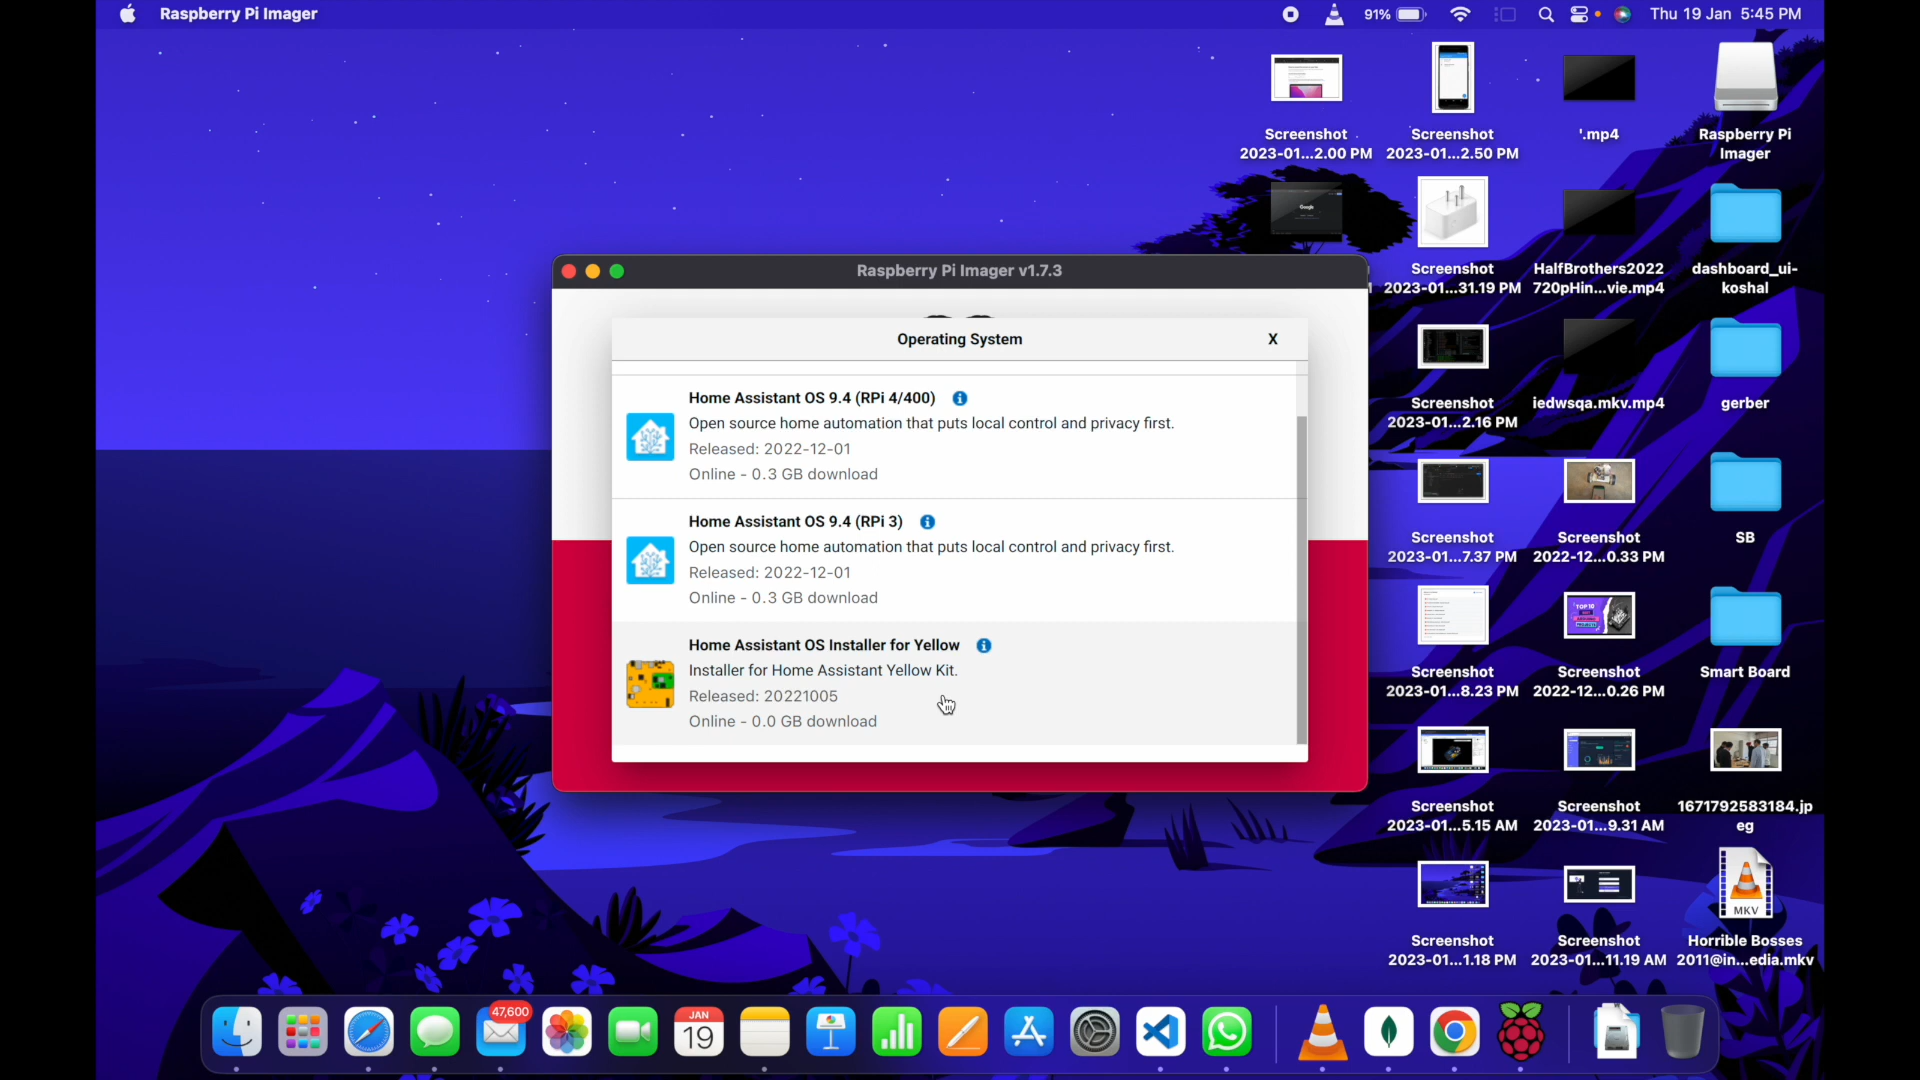 Raspberry Pi Imager
91%
Thu 19 Jan 5:45 PM
Screenshot
2023-01...2.00 PM
Screenshot
2023-01...2.50 PM
'.mp4
Raspberry Pi
Imager
Google
Screenshot
2023-01...31.19 PM
HalfBrothers2022
720pHin...vie.mp4
dashboard_ui-
koshal
Raspberry Pi Imager v1.7.3
Operating System
X
Home Assistant OS 9.4 (RPi 4/400)
Open source home automation that puts local control and privacy first.
Released: 2022-12-01
Online - 0.3 GB download
Home Assistant OS 9.4 (RPi 3)
Open source home automation that puts local control and privacy first.
Released: 2022-12-01
Online - 0.3 GB download
Home Assistant OS Installer for Yellow
Installer for Home Assistant Yellow Kit.
Released: 20221005
Online - 0.0 GB download
Screenshot
2023-01...2.16 PM
iedwsqa.mkv.mp4
gerber
Screenshot
2023-01...7.37 PM
Screenshot
2022-12...0.33 PM
SB
TOP 10
Screenshot
2023-01...8.23 PM
Screenshot
2022-12...0.26 PM
Smart Board
Screenshot
2023-01...5.15 AM
Screenshot
2023-01...9.31 AM
1671792583184.jp
eg
MKV
Screenshot
2023-01...1.18 PM
Screenshot
2023-01...11.19 AM
Horrible Bosses
2011@in...edia.mkv
47,600
JAN
19